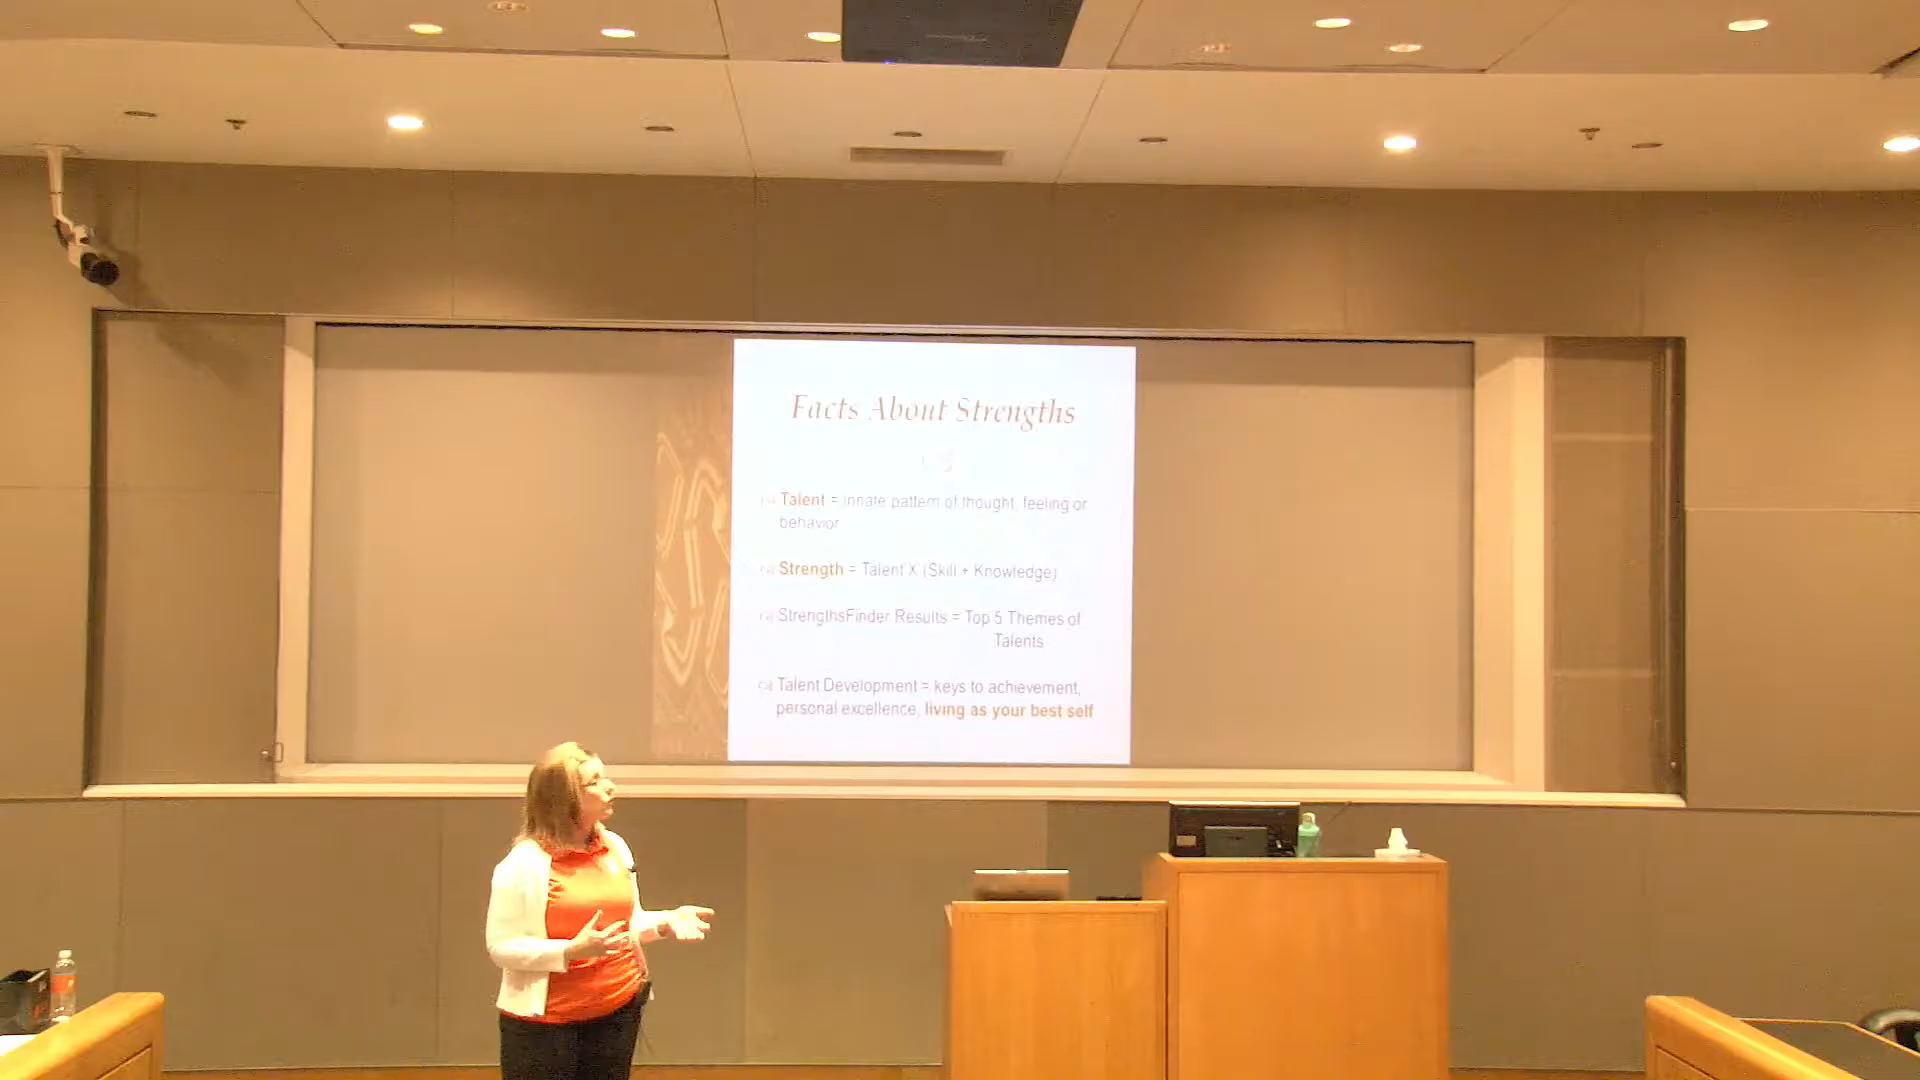 Facts About Strengths
Talent = innate pattern of thought, feeling or
behavior
Strength = Talent X (Skill + Knowledge)
StrengthsFinder Results = Top 5 Themes of
Talents
Talent Development = keys to achievement,
personal excellence, living as your best self